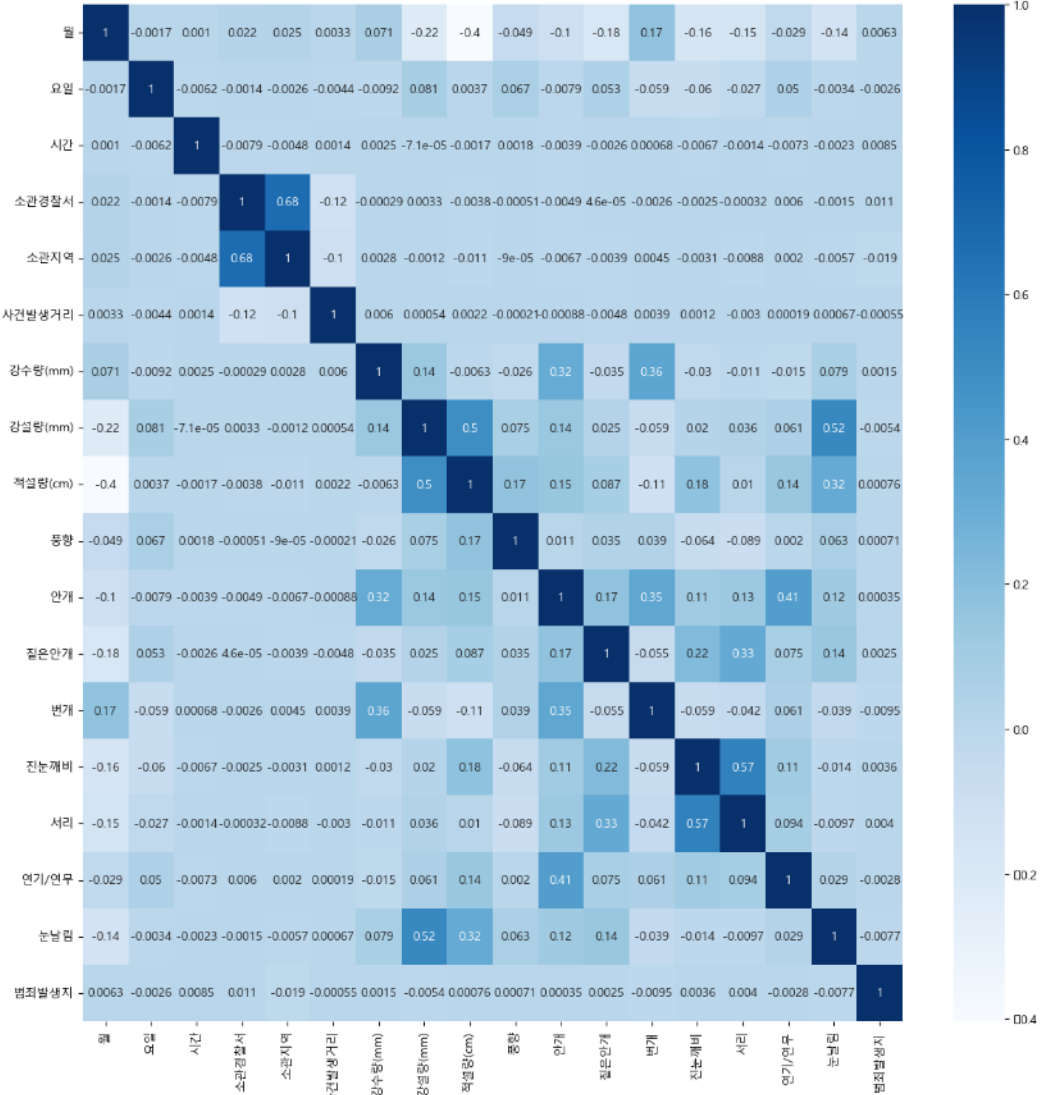 월 1 -0.0017 0.001 0.022 0.025 0.0033 0.071 -0.22 -0.4 -0.049 -0.1 -0.18 0.17 -0.16 -0.15 -0.029 -0.14 0.0063
요일 -0.0017 1 -0.0062 -0.0014 -0.0026 -0.0044 -0.0092 0.081 0.0037 0.067 -0.0079 0.053 -0.059 -0.06 -0.027 0.05 -0.0034 -0.0026
시간 0.001 -0.0062 1 -0.0079 -0.0048 0.0014 0.0025 -7.1e-05 -0.0017 0.0018 -0.0039 -0.0026 0.00068 -0.0067 -0.0014 -0.0073 -0.0023 0.0085
소관경찰서 0.022 -0.0014 -0.0079 1 0.68 -0.12 -0.00029 0.0033 -0.0038 -0.00051 -0.0049 4.6e-05 -0.0026 -0.0025 -0.00032 0.006 -0.0015 0.011
소관지역 0.025 -0.0026 -0.0048 0.68 1 -0.1 0.0028 -0.0012 -0.011 -9e-05 -0.0067 -0.0039 0.0045 -0.0031 -0.0088 0.002 -0.0057 -0.019
사건발생거리 0.0033 -0.0044 0.0014 -0.12 -0.1 1 0.006 0.00054 0.0022 -0.00021 -0.00088 -0.0048 0.0039 0.0012 -0.003 0.00019 0.00067 -0.00055
강수량(mm) 0.071 -0.0092 0.0025 -0.00029 0.0028 0.006 1 0.14 -0.0063 -0.026 0.32 -0.035 0.36 -0.03 -0.011 -0.015 0.079 0.0015
강설량(mm) -0.22 0.081 -7.1e-05 0.0033 -0.0012 0.00054 0.14 1 0.5 0.075 0.14 0.025 -0.059 0.02 0.036 0.061 0.52 -0.0054
적설량(cm) -0.4 0.0037 -0.0017 -0.0038 -0.011 0.0022 -0.0063 0.5 1 0.17 0.15 0.087 -0.11 0.18 0.01 0.14 0.32 0.00076
풍향 -0.049 0.067 0.0018 -0.00051 -9e-05 -0.00021 -0.026 0.075 0.17 1 0.011 0.035 0.039 -0.064 -0.089 0.002 0.063 0.00071
안개 -0.1 -0.0079 -0.0039 -0.0049 -0.0067 -0.00088 0.32 0.14 0.15 0.011 1 0.17 0.35 0.11 0.13 0.41 0.12 0.00035
짙은안개 -0.18 0.053 -0.0026 4.6e-05 -0.0039 -0.0048 -0.035 0.025 0.087 0.035 0.17 1 -0.055 0.22 0.33 0.075 0.14 0.0025
번개 0.17 -0.059 0.00068 -0.0026 0.0045 0.0039 0.36 -0.059 -0.11 0.039 0.35 -0.055 1 -0.059 -0.042 0.061 -0.039 -0.0095
진눈깨비 -0.16 -0.06 -0.0067 -0.0025 -0.0031 0.0012 -0.03 0.02 0.18 -0.064 0.11 0.22 -0.059 1 0.57 0.11 -0.014 0.0036
서리 -0.15 -0.027 -0.0014 -0.00032 -0.0088 -0.003 -0.011 0.036 0.01 -0.089 0.13 0.33 -0.042 0.57 1 0.094 -0.0097 0.004
연기/연무 -0.029 0.05 -0.0073 0.006 0.002 0.00019 -0.015 0.061 0.14 0.002 0.41 0.075 0.061 0.11 0.094 1 0.029 -0.0028
눈날림 -0.14 -0.0034 -0.0023 -0.0015 -0.0057 0.00067 0.079 0.52 0.32 0.063 0.12 0.14 -0.039 -0.014 -0.0097 0.029 1 -0.0077
범죄발생지 0.0063 -0.0026 0.0085 0.011 -0.019 -0.00055 0.0015 -0.0054 0.00076 0.00071 0.00035 0.0025 -0.0095 0.0036 0.004 -0.0028 -0.0077 1
월 요일 시간 소관경찰서 소관지역 건발생거리 강수량(mm) 강설량(mm) 적설량(cm) 풍향 안개 짙은안개 번개 진눈깨비 서리 연기/연무 눈날림 범죄발생지
1.0
0.8
0.6
0.4
0.2
0.0
0.2
0.4